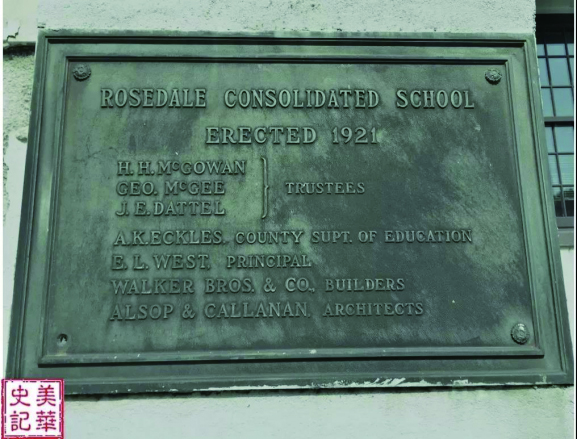 ROSEDALE CONSOLIDATED SCHOOL
ERECTED 1921
H. H. McGOWAN
GEO. McGEE
J. E. DATTEL
TRUSTEES
A. K. ECKLES, COUNTY SUPT. OF EDUCATION
E. L. WEST, PRINCIPAL
WALKER BROS. & CO., BUILDERS
ALSOP & CALLANAN, ARCHITECTS
美華
史記